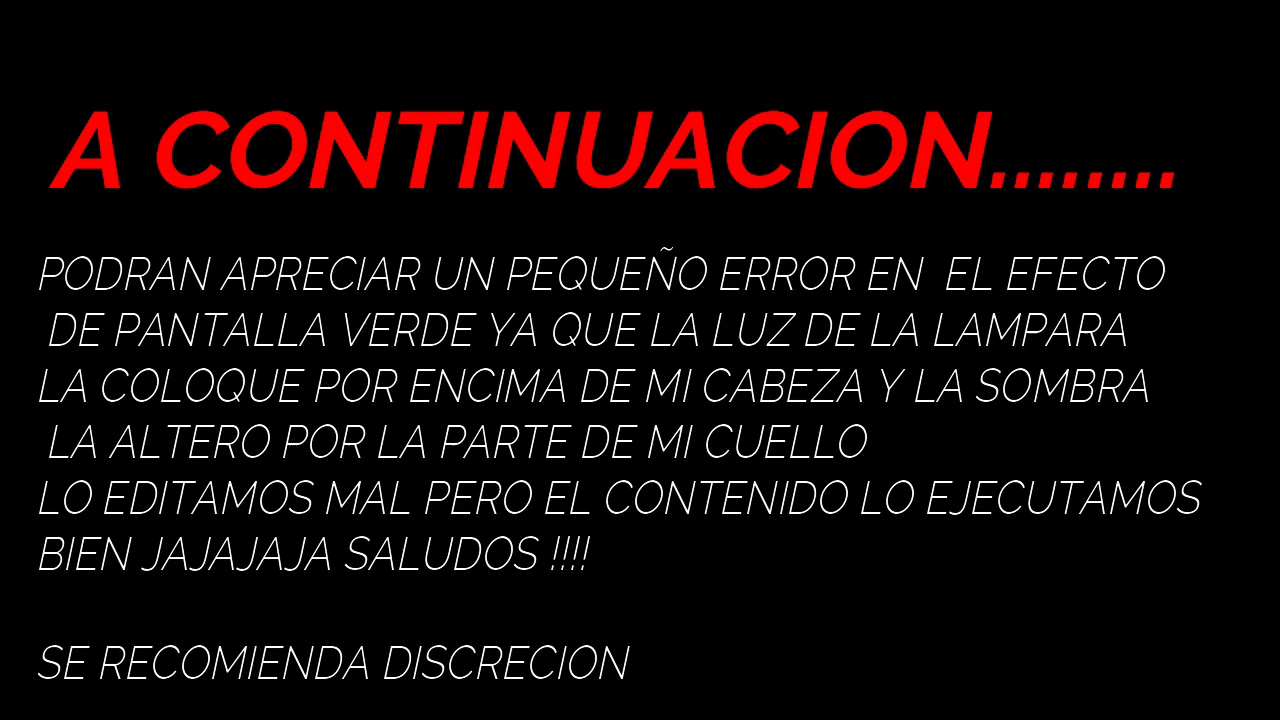 A CONTINUACION........
PODRAN APRECIAR UN PEQUEÑO ERROR EN EL EFECTO
DE PANTALLA VERDE YA QUE LA LUZ DE LA LAMPARA
LA COLOQUE POR ENCIMA DE MI CABEZA Y LA SOMBRA
LA ALTERO POR LA PARTE DE MI CUELLO
LO EDITAMOS MAL PERO EL CONTENIDO LO EJECUTAMOS
BIEN JAJAJAJA SALUDOS !!!!
SE RECOMIENDA DISCRECION